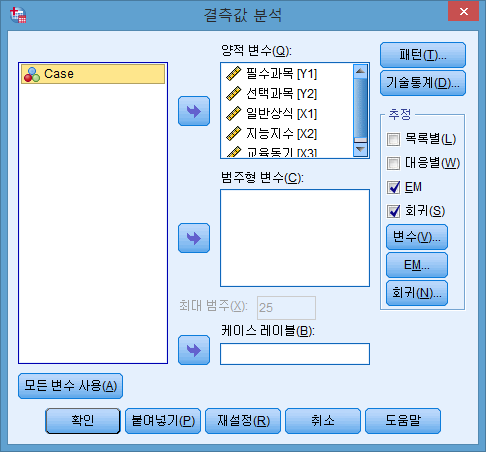 결측값 분석
Case
양적 변수(Q):
필수과목 [Y1]
선택과목 [Y2]
일반상식 [X1]
지능지수 [X2]
교육동기 [X3]
범주형 변수(C):
최대 범주(X): 25
케이스 레이블(B):
패턴(T)...
기술통계(D)...
추정
목록별(L)
대응별(W)
EM
회귀(S)
변수(V)...
EM...
회귀(N)...
모든 변수 사용(A)
확인 붙여넣기(P) 재설정(R) 취소 도움말